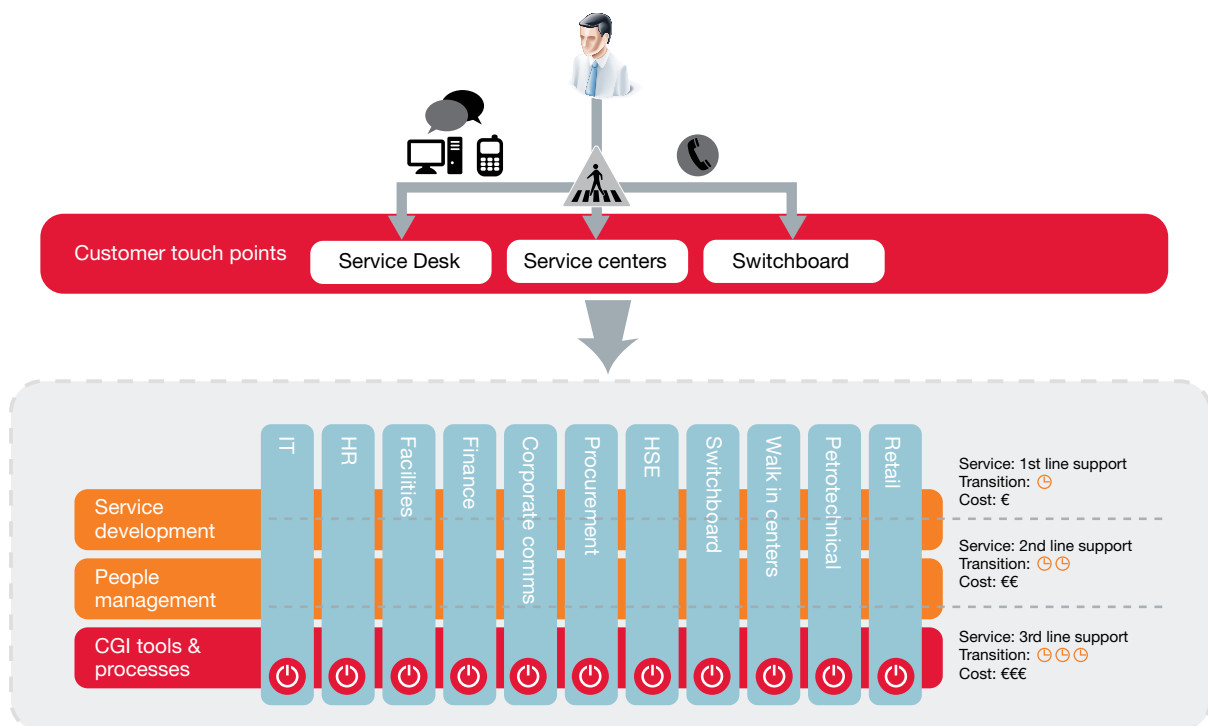 Customer touch points
Service Desk
Service centers
Switchboard
IT
HR
Facilities
Finance
Corporate comms
Procurement
HSE
Switchboard
Walk in centers
Petrotechnical
Retail
Service
development
People
management
CGI tools &
processes
Service: 1st line support
Transition:
Cost: €
Service: 2nd line support
Transition:
Cost: €€
Service: 3rd line support
Transition:
Cost: €€€